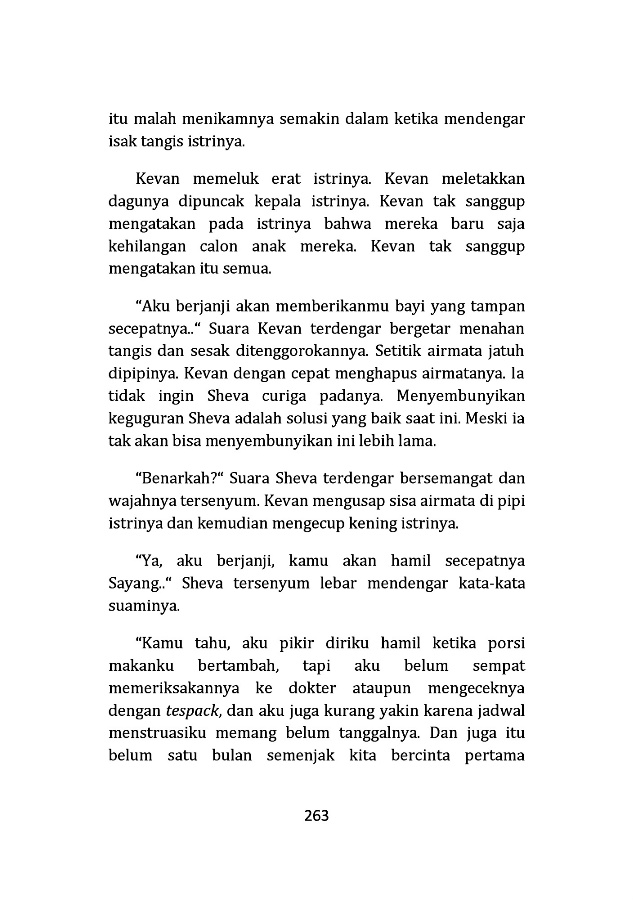 itu malah menikamnya semakin dalam ketika mendengar
isak tangis istrinya.
Kevan memeluk erat istrinya. Kevan meletakkan
dagunya dipuncak kepala istrinya. Kevan tak sanggup
mengatakan pada istrinya bahwa mereka baru saja
kehilangan calon anak mereka. Kevan tak sanggup
mengatakan itu semua.
“Aku berjanji akan memberikanmu bayi yang tampan
secepatnya..“ Suara Kevan terdengar bergetar menahan
tangis dan sesak ditenggorokannya. Setitik airmata jatuh
dipipinya. Kevan dengan cepat menghapus airmatanya. Ia
tidak ingin Sheva curiga padanya. Menyembunyikan
keguguran Sheva adalah solusi yang baik saat ini. Meski ia
tak akan bisa menyembunyikan ini lebih lama.
“Benarkah?“ Suara Sheva terdengar bersemangat dan
wajahnya tersenyum. Kevan mengusap sisa airmata di pipi
istrinya dan kemudian mengecup kening istrinya.
“Ya, aku berjanji, kamu akan hamil secepatnya
Sayang..“ Sheva tersenyum lebar mendengar kata-kata
suaminya.
“Kamu tahu, aku pikir diriku hamil ketika porsi
makanku bertambah, tapi aku belum sempat
memeriksakannya ke dokter ataupun mengeceknya
dengan tespack, dan aku juga kurang yakin karena jadwal
menstruasiku memang belum tanggalnya. Dan juga itu
belum satu bulan semenjak kita bercinta pertama
263